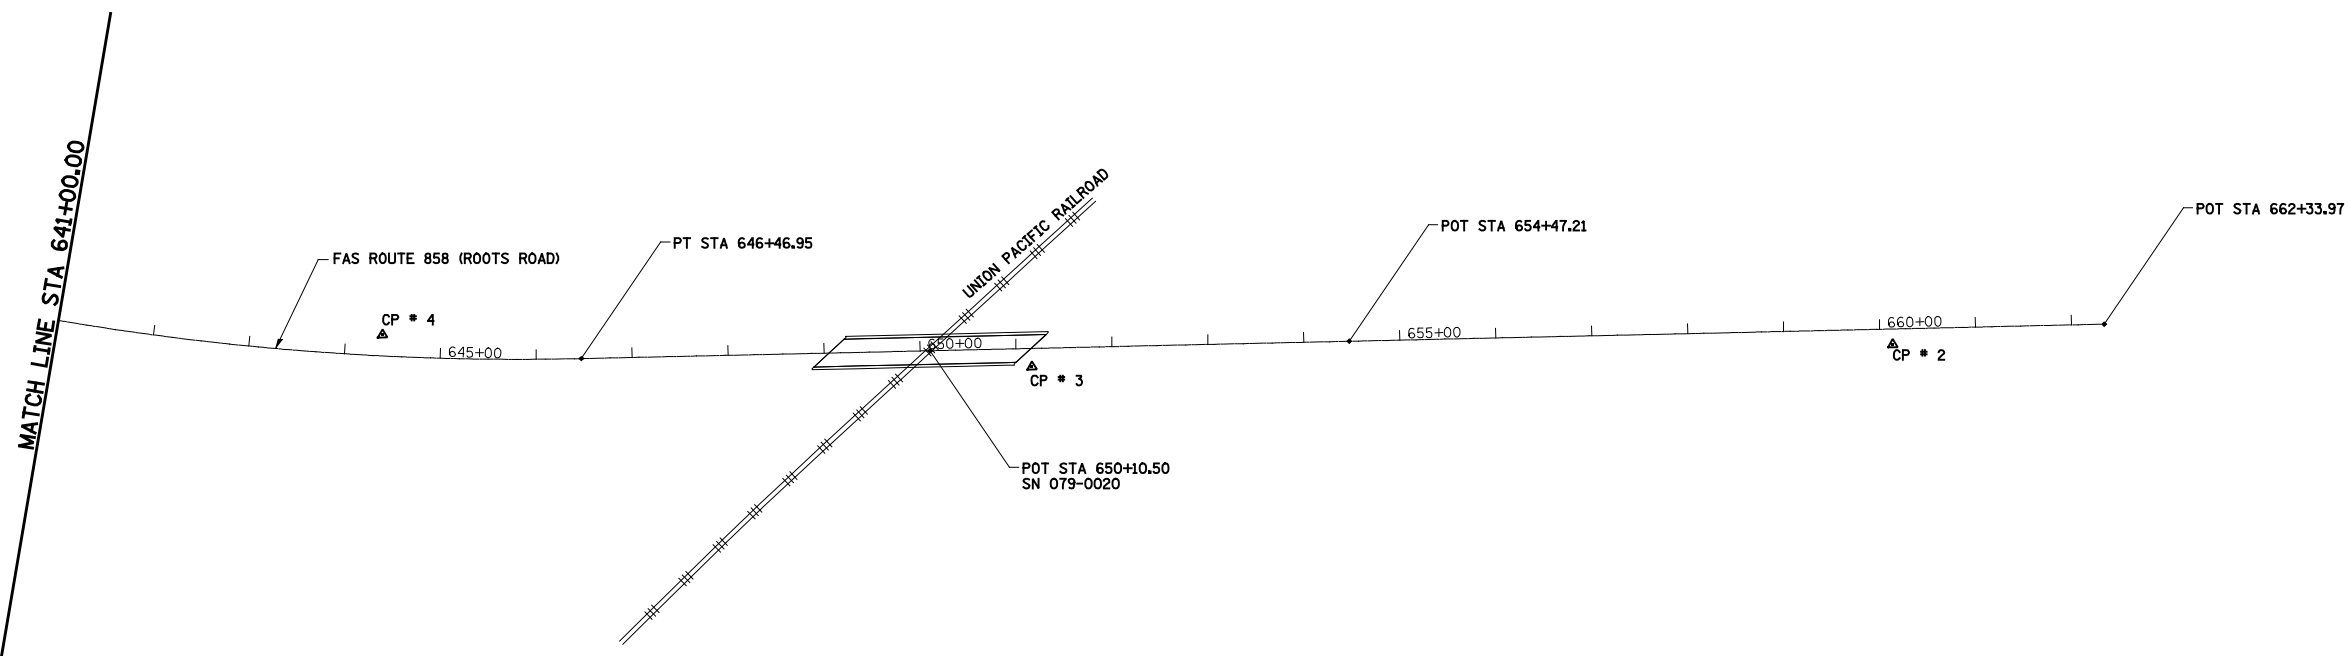 MATCH LINE STA 641+00.00
FAS ROUTE 858 (ROOTS ROAD)
CP # 4
645+00
PT STA 646+46.95
UNION PACIFIC RAILROAD
650+00
CP # 3
POT STA 650+10.50
SN 079-0020
POT STA 654+47.21
655+00
660+00
CP # 2
POT STA 662+33.97